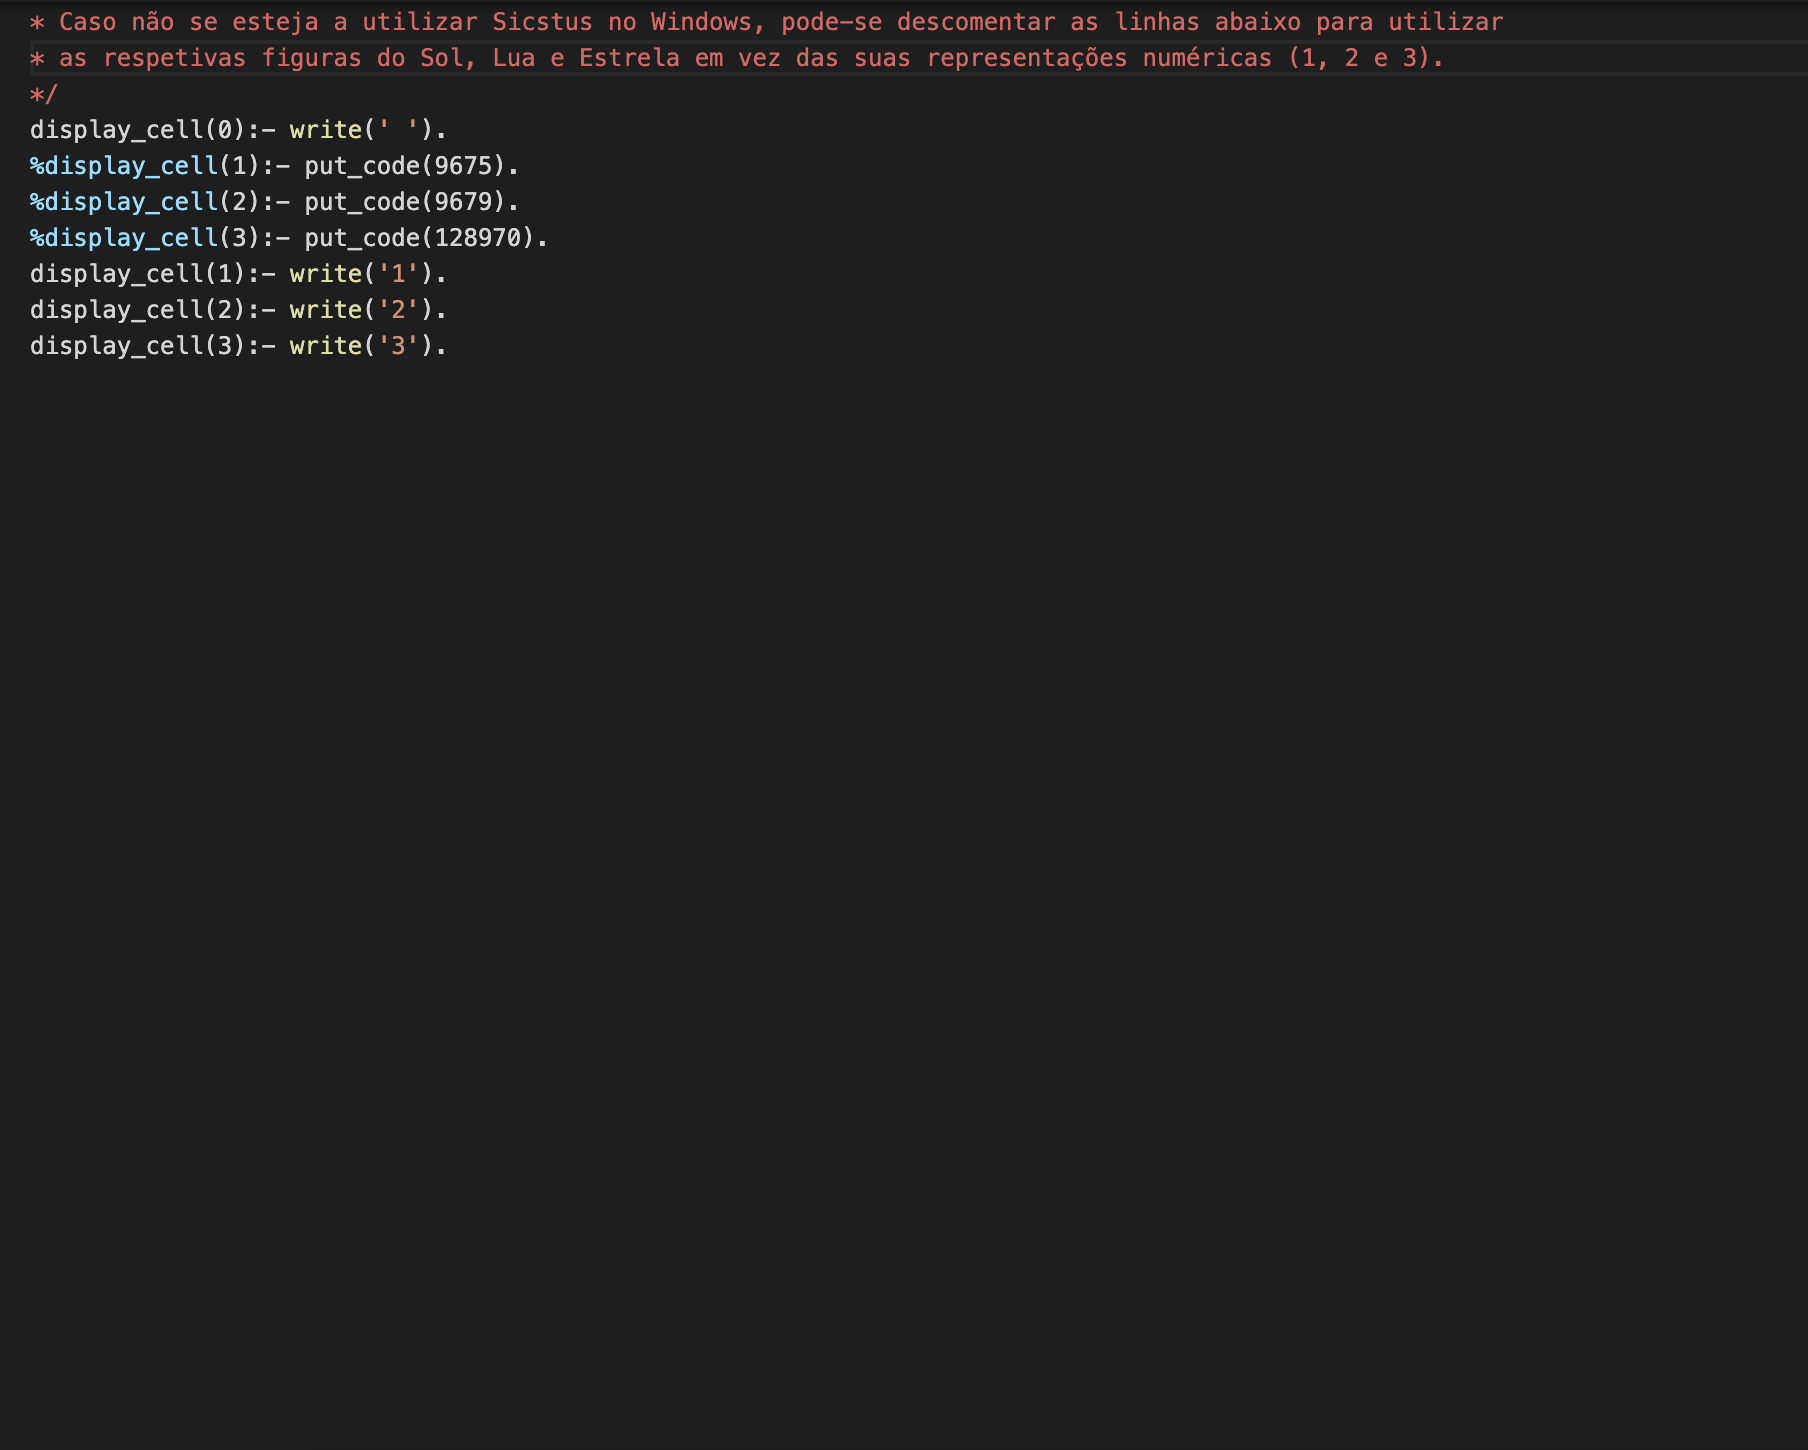 * Caso não se esteja a utilizar Sicstus no Windows, pode-se descomentar as linhas abaixo para utilizar
* as respetivas figuras do Sol, Lua e Estrela em vez das suas representações numéricas (1, 2 e 3).
*/
display_cell(0):- write(' ').
%display_cell(1):- put_code(9675).
%display_cell(2):- put_code(9679).
%display_cell(3):- put_code(128970).
display_cell(1):- write('1').
display_cell(2):- write('2').
display_cell(3):- write('3').